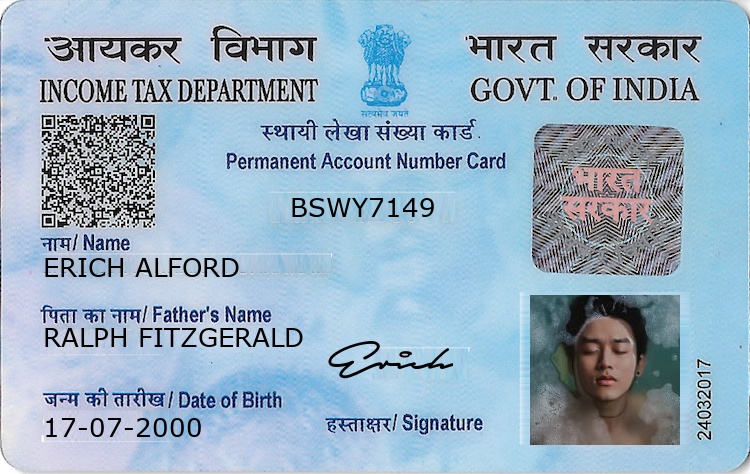 आयकर विभाग
INCOME TAX DEPARTMENT
सत्यमेव जयते
भारत सरकार
GOVT. OF INDIA
स्थायी लेखा संख्या कार्ड
Permanent Account Number Card
BSWY7149
भारत
सरकार
नाम/ Name
ERICH ALFORD
पिता का नाम/ Father's Name
RALPH FITZGERALD
Erich
जन्म की तारीख / Date of Birth
17-07-2000
हस्ताक्षर/ Signature
24032017